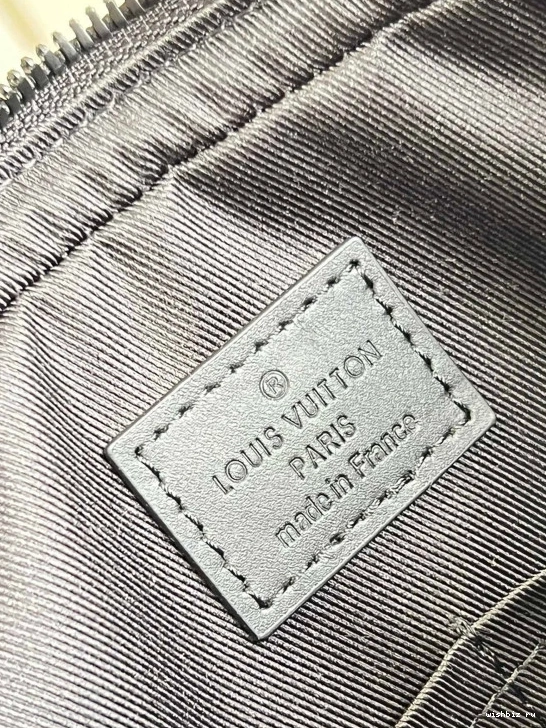 ®
LOUIS VUITTON
PARIS
made in France
wishbiz.ru